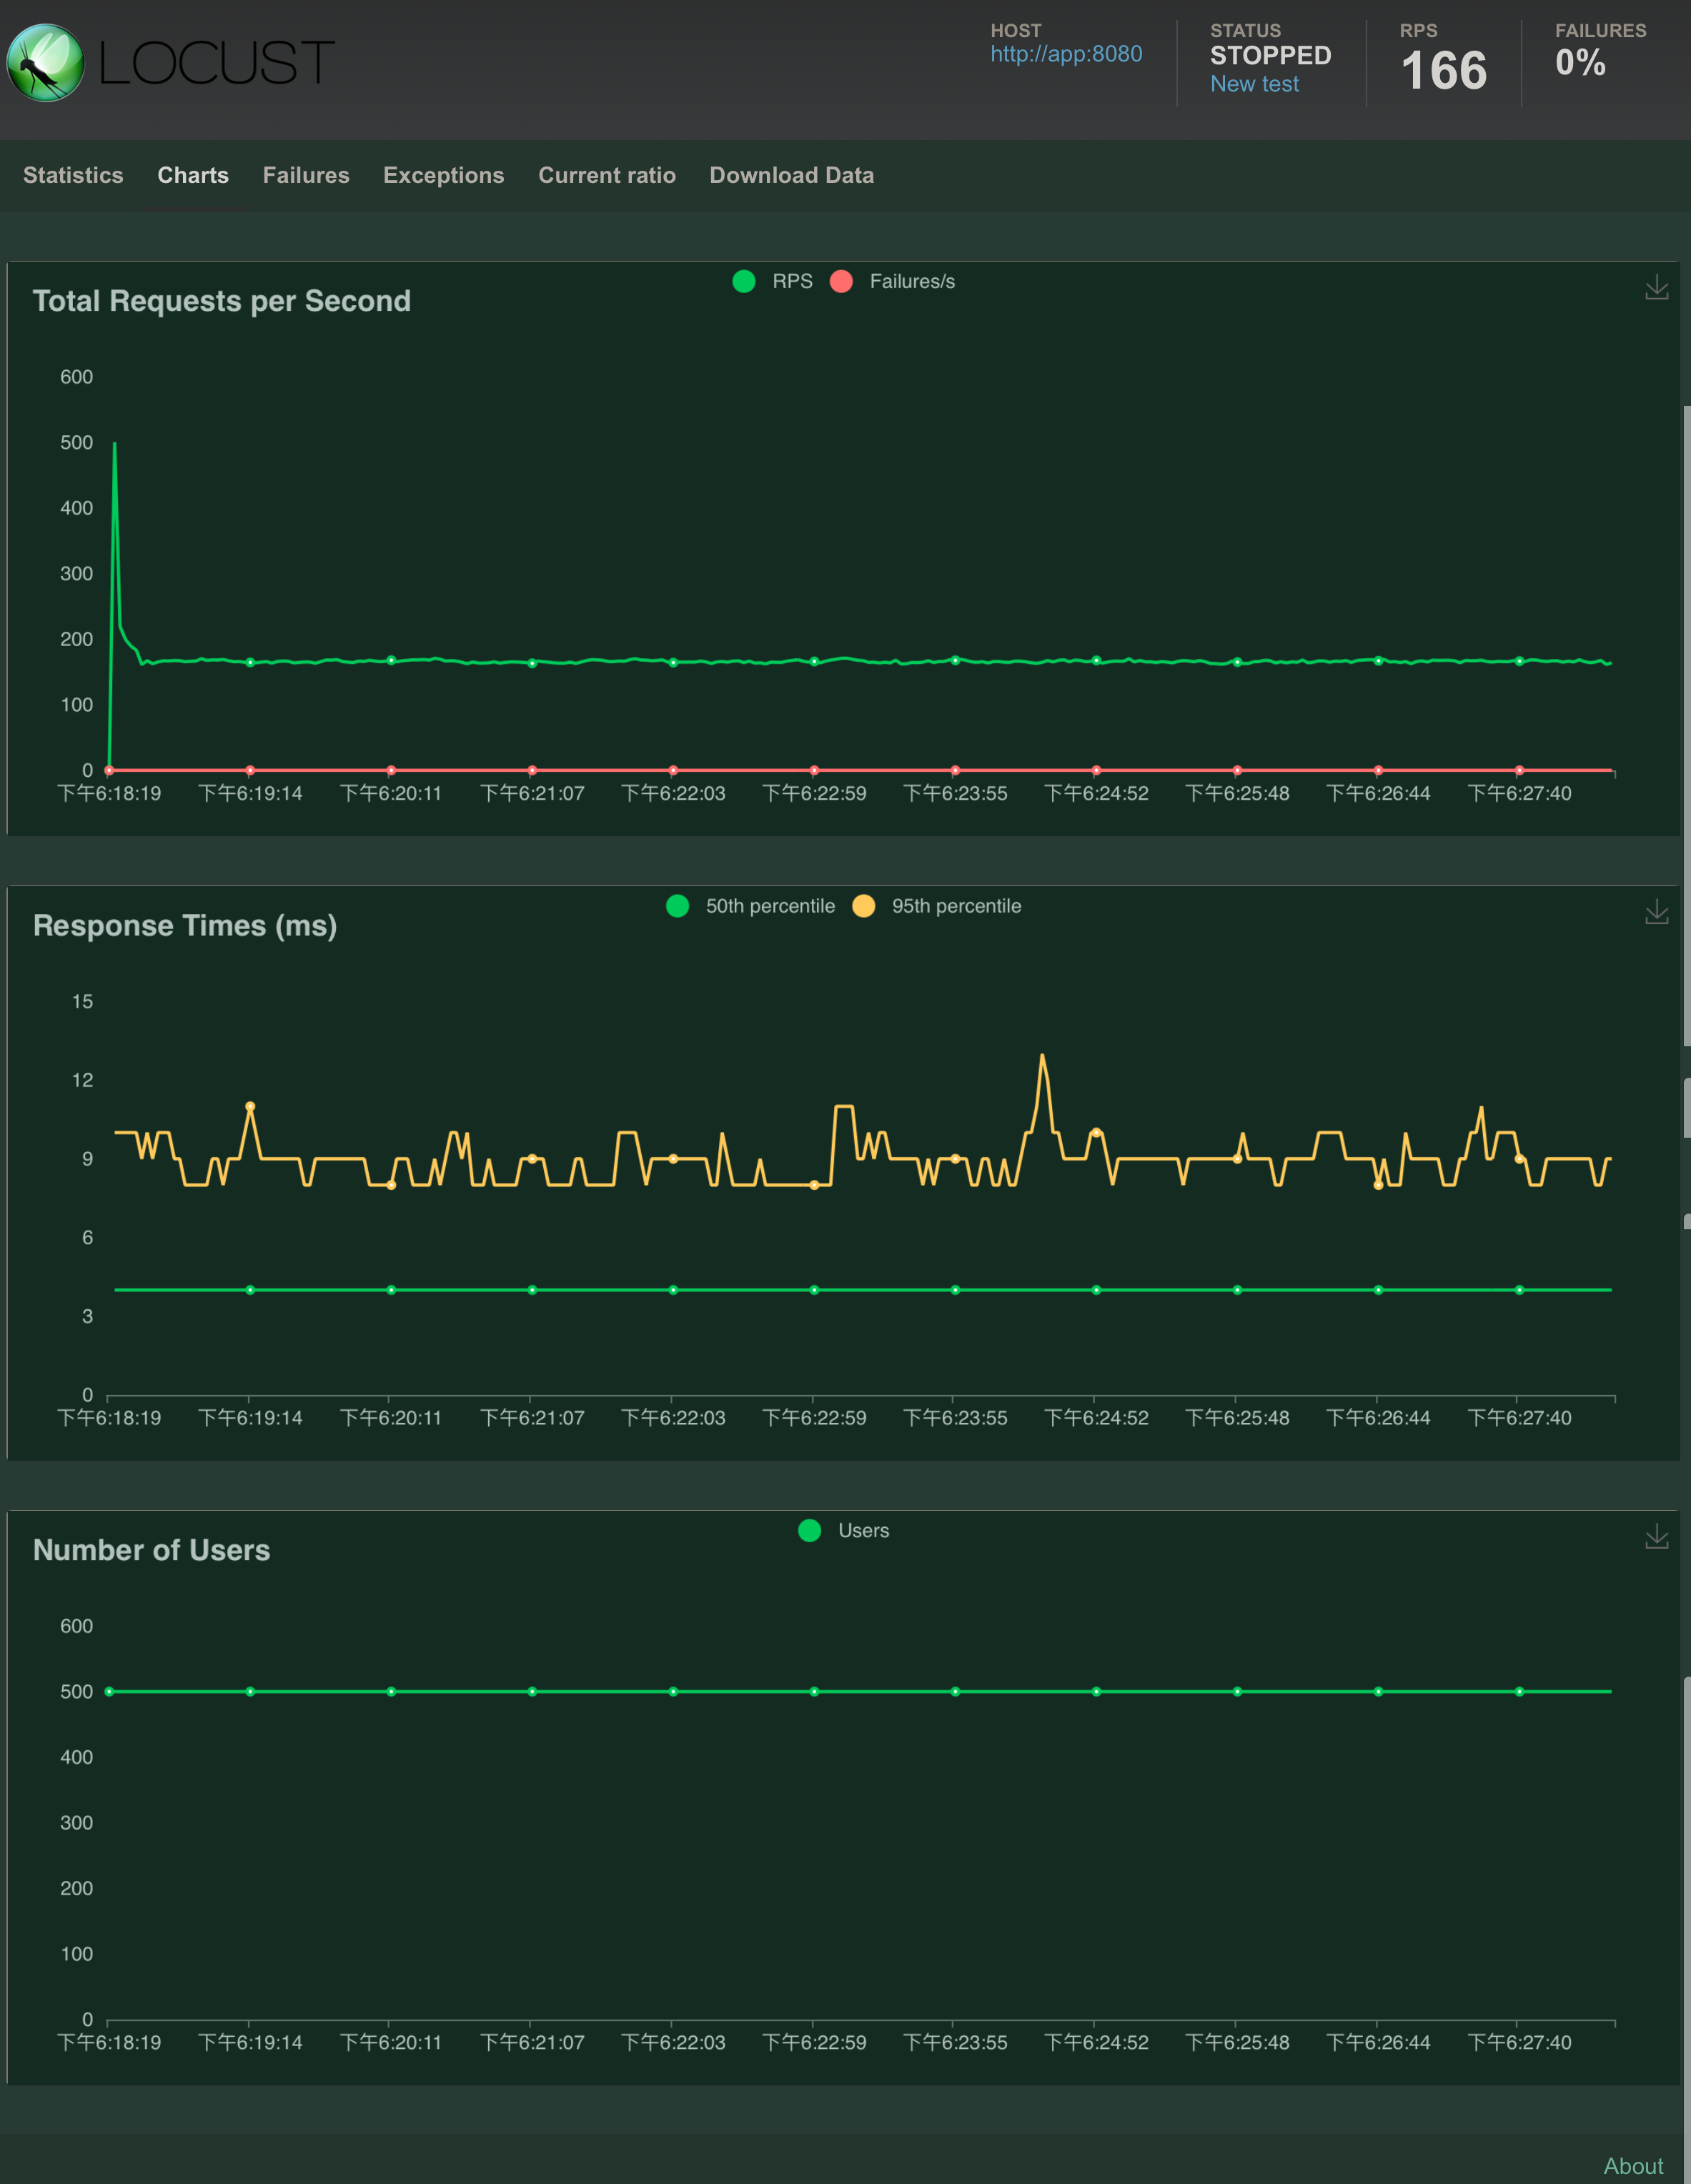 LOCUST
HOST
http://app:8080
STATUS
STOPPED
New test
RPS
166
FAILURES
0%
Statistics Charts Failures Exceptions Current ratio Download Data
RPS Failures/s
Total Requests per Second
600
500
400
300
200
100
0
下午6:18:19 下午6:19:14 下午6:20:11 下午6:21:07 下午6:22:03 下午6:22:59 下午6:23:55 下午6:24:52 下午6:25:48 下午6:26:44 下午6:27:40
50th percentile 95th percentile
Response Times (ms)
15
12
9
6
3
0
下午6:18:19 下午6:19:14 下午6:20:11 下午6:21:07 下午6:22:03 下午6:22:59 下午6:23:55 下午6:24:52 下午6:25:48 下午6:26:44 下午6:27:40
Users
Number of Users
600
500
400
300
200
100
0
下午6:18:19 下午6:19:14 下午6:20:11 下午6:21:07 下午6:22:03 下午6:22:59 下午6:23:55 下午6:24:52 下午6:25:48 下午6:26:44 下午6:27:40
About